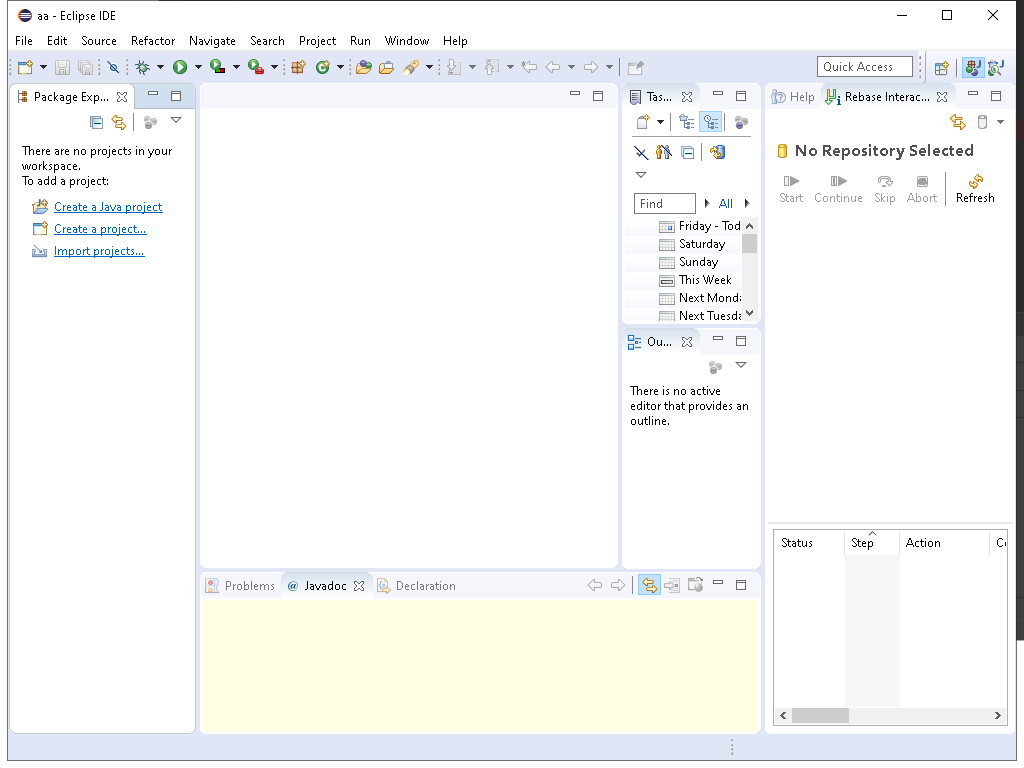 aa - Eclipse IDE
File Edit Source Refactor Navigate Search Project Run Window Help
Quick Access
Package Exp...
There are no projects in your
workspace.
To add a project:
Create a Java project
Create a project...
Import projects...
Tas...
Find
All
Friday - Tod
Saturday
Sunday
This Week
Next Monda
Next Tuesda
Ou...
There is no active
editor that provides an
outline.
Help
Rebase Interac...
No Repository Selected
Start Continue Skip Abort Refresh
Status Step Action
Problems @ Javadoc Declaration